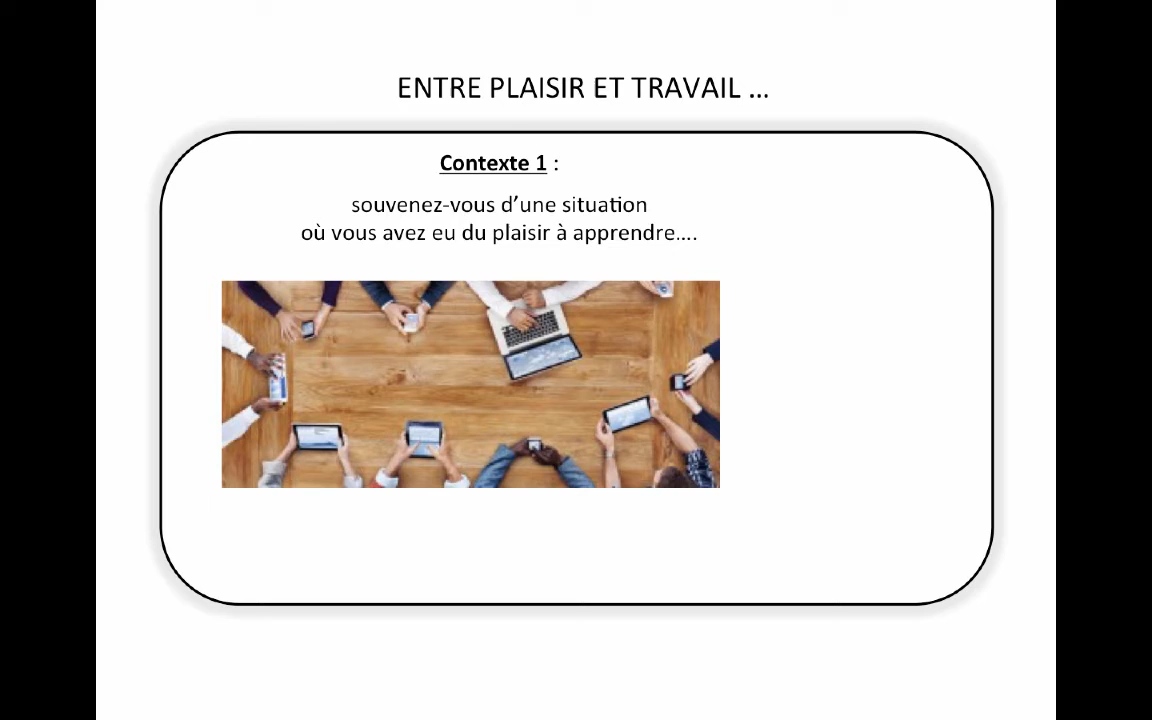 ENTRE PLAISIR ET TRAVAIL ...
Contexte 1 :
souvenez-vous d’une situation
où vous avez eu du plaisir à apprendre....